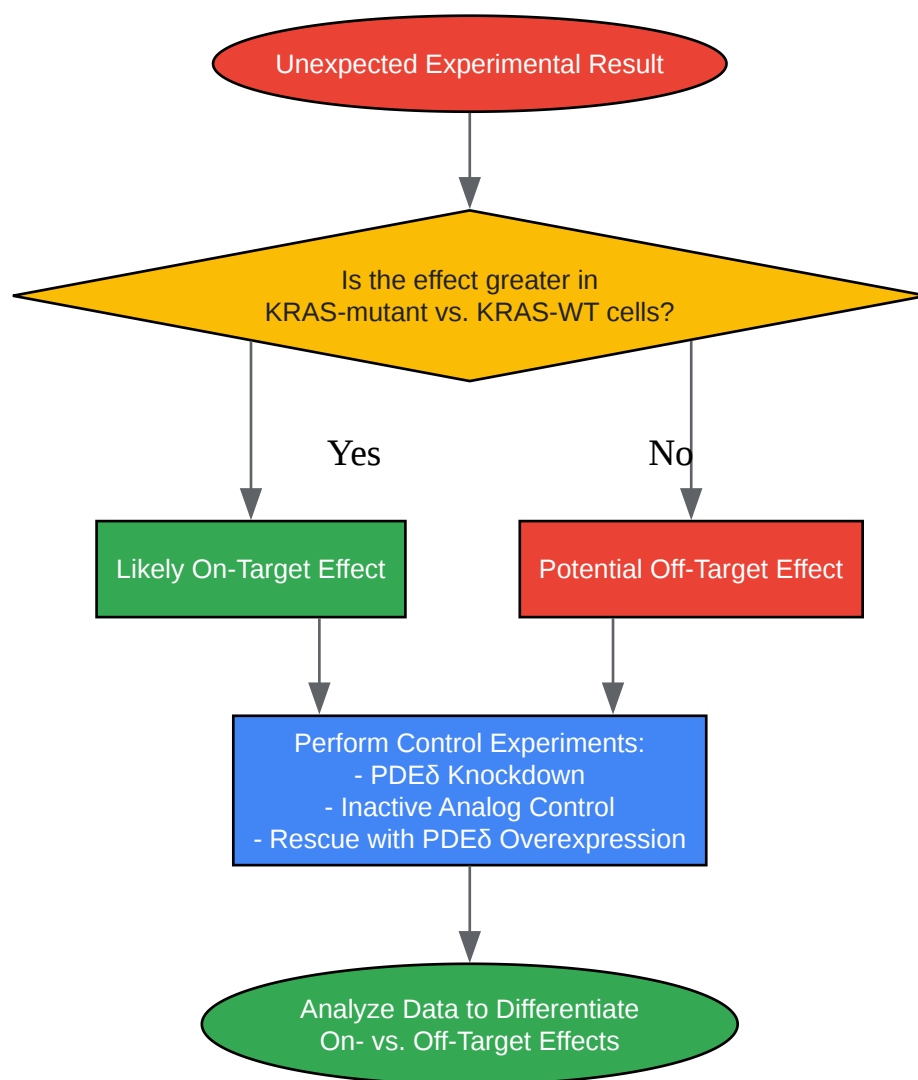 Unexpected Experimental Result
Is the effect greater in
KRAS-mutant vs. KRAS-WT cells?
Yes
No
Likely On-Target Effect
Potential Off-Target Effect
Perform Control Experiments:
- PDEδ Knockdown
- Inactive Analog Control
- Rescue with PDEδ Overexpression
Analyze Data to Differentiate
On- vs. Off-Target Effects